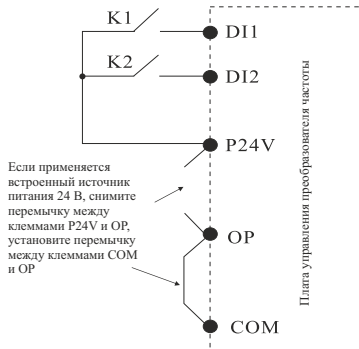 K1
DI1
K2
DI2
P24V
Если применяется
встроенный источник
питания 24 В, снимите
перемычку между
клеммами P24V и OP,
установите перемычку
между клеммами COM
и OP
OP
COM
Плата управления преобразователя частоты